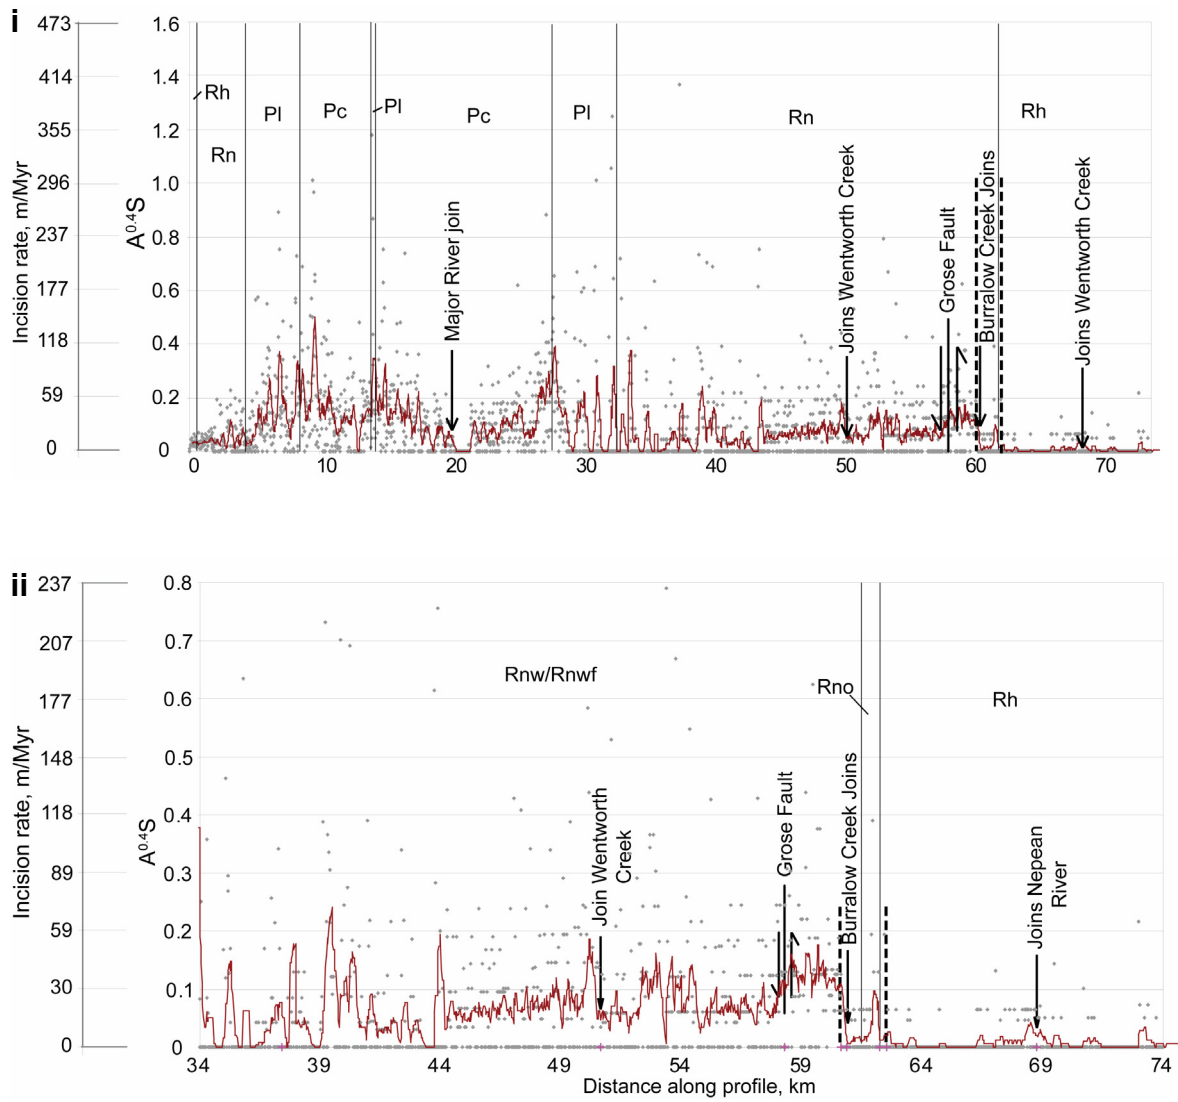 i
473
414
355
296
237
177
118
59
0
Incision rate, m/Myr
1.6
1.4
1.2
1.0
0.8
0.6
0.4
0.2
0
A0.4S
Rh
Rn
Pl
Pc
Pl
Pc
Pl
Rn
Rh
Major River join
Joins Wentworth Creek
Grose Fault
Burralow Creek Joins
Joins Wentworth Creek
0 10 20 30 40 50 60 70
ii
237
207
177
148
118
89
59
30
0
Incision rate, m/Myr
0.8
0.7
0.6
0.5
0.4
0.3
0.2
0.1
0
A0.4S
Rnw/Rnwf
Rno
Rh
Join Wentworth
Creek
Grose Fault
Burralow Creek Joins
Joins Nepean
River
34 39 44 49 54 59 64 69 74
Distance along profile, km